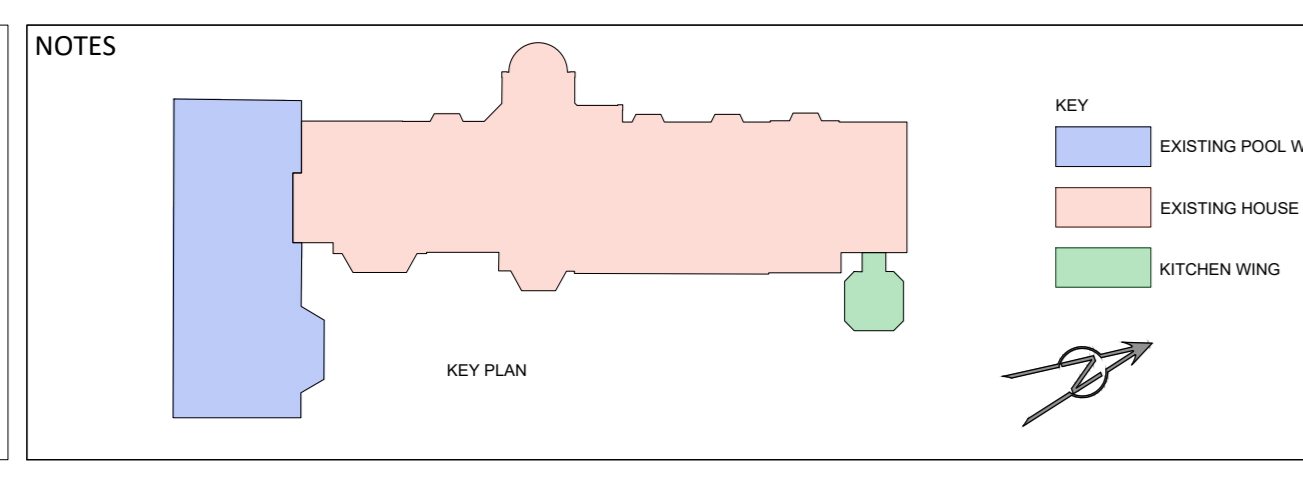 NOTES
KEY
EXISTING POOL
EXISTING HOUSE
KITCHEN WING
KEY PLAN
N